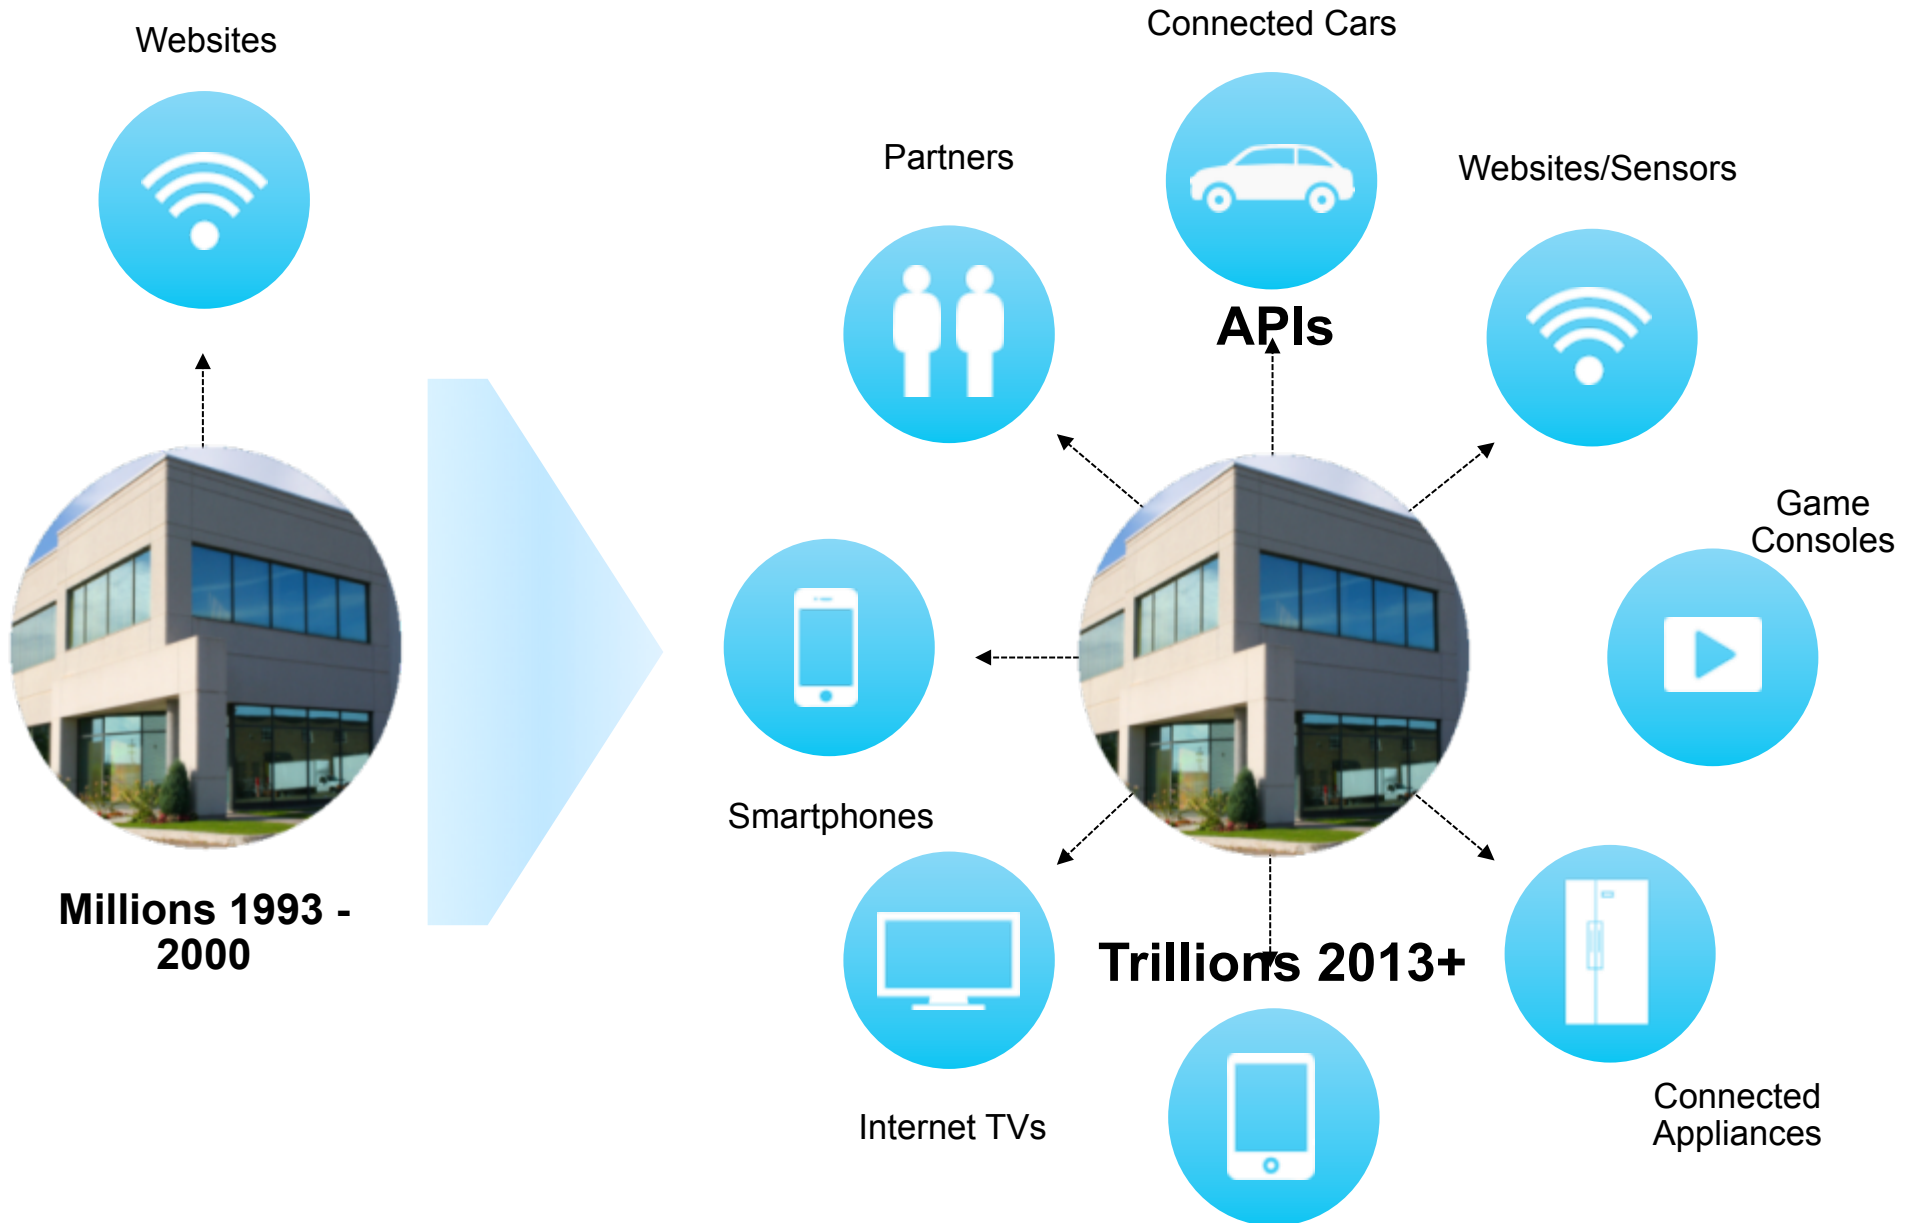 Websites
Millions 1993 -
2000
Connected Cars
Partners
Websites/Sensors
APIs
Game
Consoles
Smartphones
Trillions 2013+
Internet TVs
Connected
Appliances